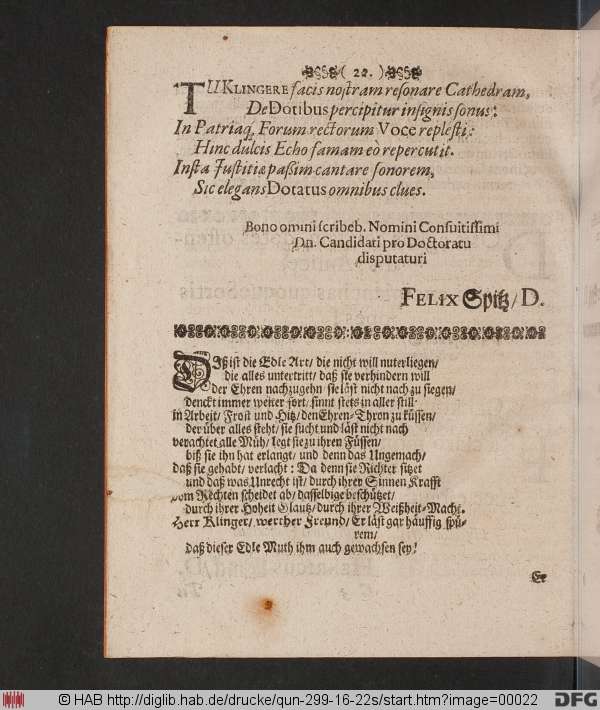 ( 22. )
TU KLINGERE facis nostram resonare Cathedram,
De Dotibus percipitur insignis sonus:
In Patriaq́; Forum rectorum Voce replesti:
Hinc dulcis Echo famam eò repercutit.
Insta Justitiæ passim cantare sonorem,
Sic elegans Dotatus omnibus clues.
Bono omini scribeb. Nomini Consuitissimi
Dn. Candidati pro Doctoratu
disputaturi
FELIX Spitz/ D.
Diß ist die Edle Art/ die nicht will nuterliegen/
die alles untertritt/ daß sie verhindern will
der Ehren nachzugehn/ sie läst nicht nach zu siegen/
denckt immer weiter fort/ sinnt stets in aller still.
in Arbeit/ Frost und Hitz/ den Ehren-Thron zu küssen/
der über alles steht/ sie sucht und läst nicht nach
verachtet alle Müh/ legt sie zu ihren Füssen/
biß sie ihn hat erlangt/ und denn das Ungemach/
daß sie gehabt/ verlacht: Da denn sie Richter sitzet
und daß was Unrecht ist/ durch ihrer Sinnen Krafft
vom Rechten scheidet ab/ dasselbige beschützet/
durch ihrer Hoheit Glantz/ durch ihrer Weißheit-Macht.
Herr Klinger/ werther Freund/ Er läst gar häuffig spü-
rem/
daß dieser Edle Muth ihm auch gewachsen sey!
Er
© HAB http://diglib.hab.de/drucke/qun-299-16-22s/start.htm?image=00022
DFG